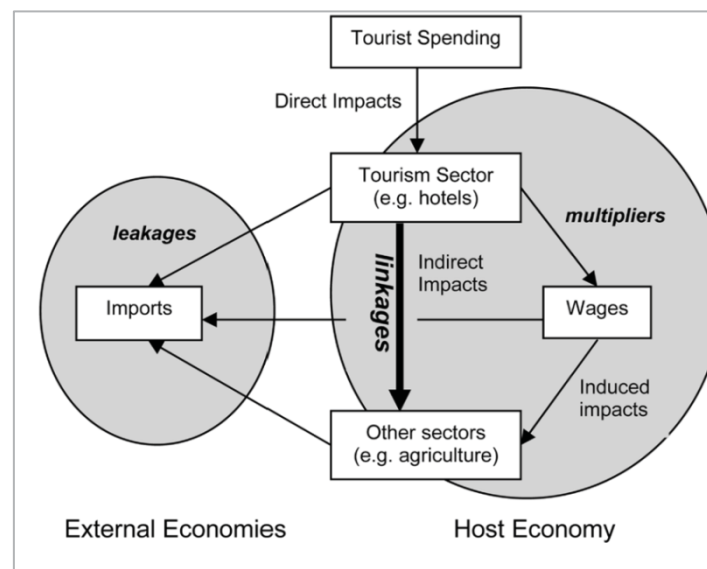 Tourist Spending
Direct Impacts
Tourism Sector
(e.g. hotels)
leakages
multipliers
linkages
Indirect
Impacts
Imports
Wages
Induced
impacts
Other sectors
(e.g. agriculture)
External Economies
Host Economy